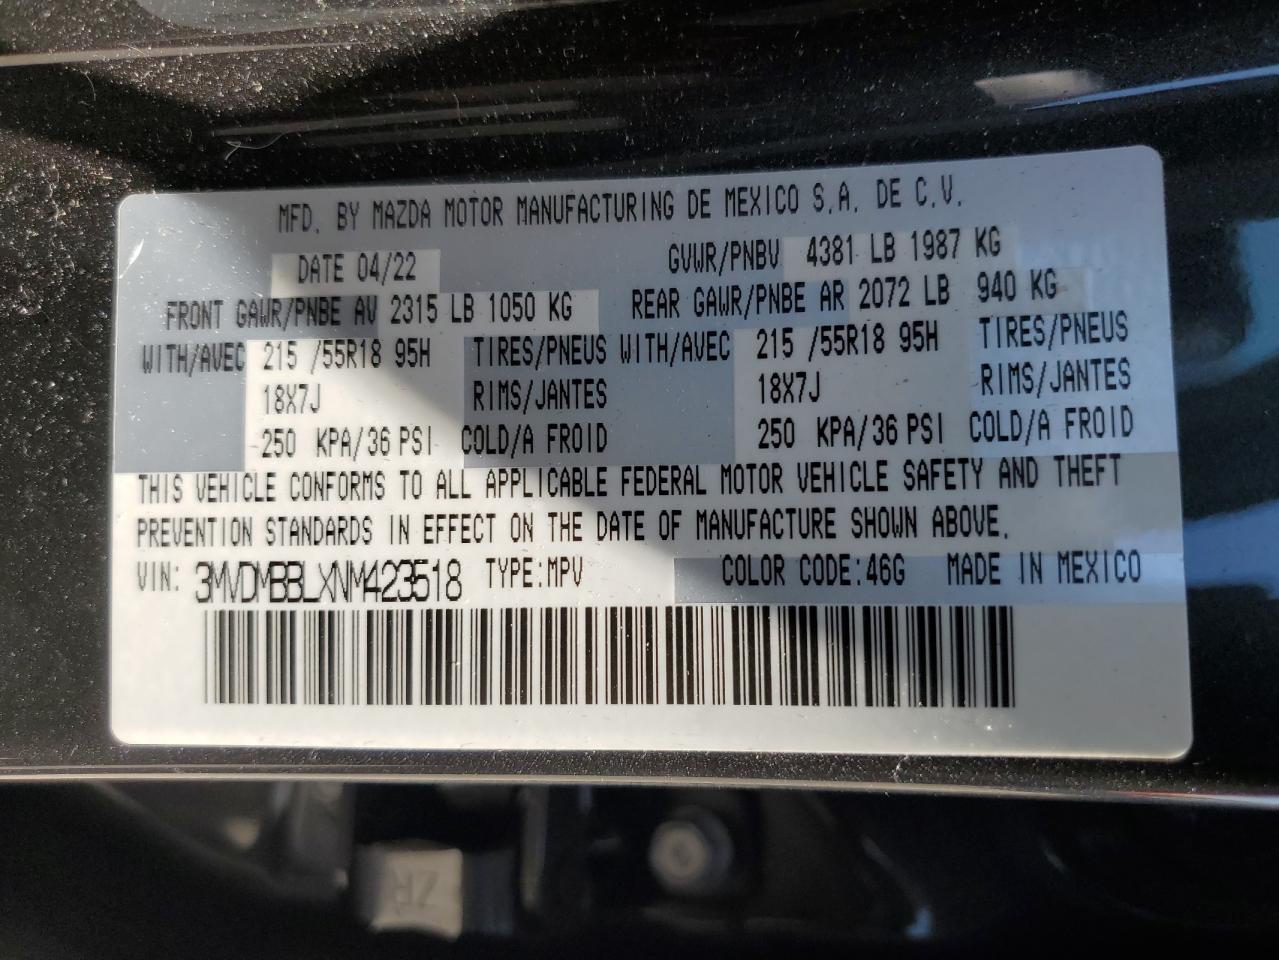 MFD. BY MAZDA MOTOR MANUFACTURING DE MEXICO S.A. DE C.V.
DATE 04/22 GVWR/PNBV 4381 LB 1987 KG
FRONT GAWR/PNBE AV 2315 LB 1050 KG REAR GAWR/PNBE AR 2072 LB 940 KG
WITH/AVEC 215 /55R18 95H TIRES/PNEUS WITH/AVEC 215 /55R18 95H TIRES/PNEUS
18X7J RIMS/JANTES 18X7J RIMS/JANTES
250 KPA/36 PSI COLD/A FROID 250 KPA/36 PSI COLD/A FROID
THIS VEHICLE CONFORMS TO ALL APPLICABLE FEDERAL MOTOR VEHICLE SAFETY AND THEFT
PREVENTION STANDARDS IN EFFECT ON THE DATE OF MANUFACTURE SHOWN ABOVE.
VIN: 3MVDMBBLXNM423518 TYPE:MPV COLOR CODE:46G MADE IN MEXICO
ZR